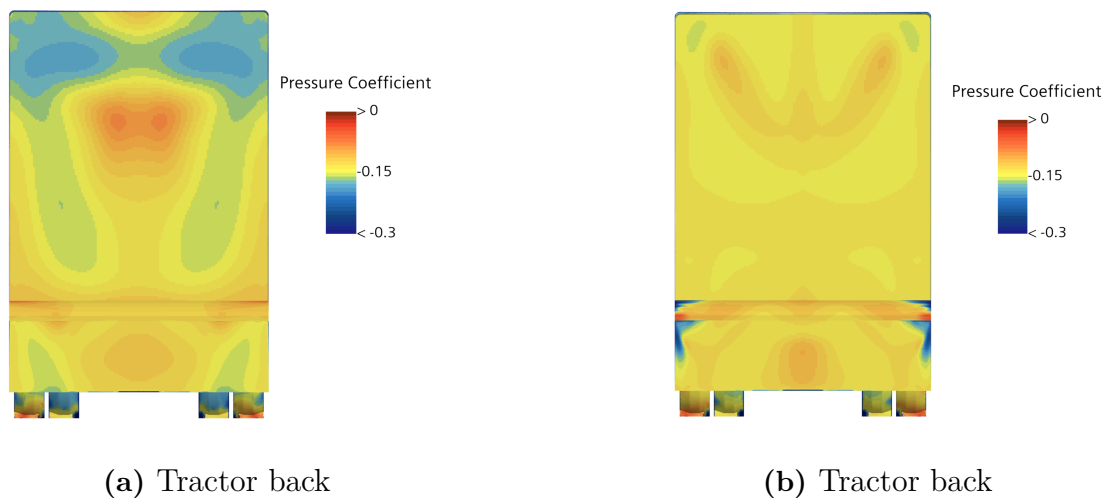 Pressure Coefficient
> 0
-0.15
< -0.3
Pressure Coefficient
> 0
-0.15
< -0.3
(a) Tractor back
(b) Tractor back